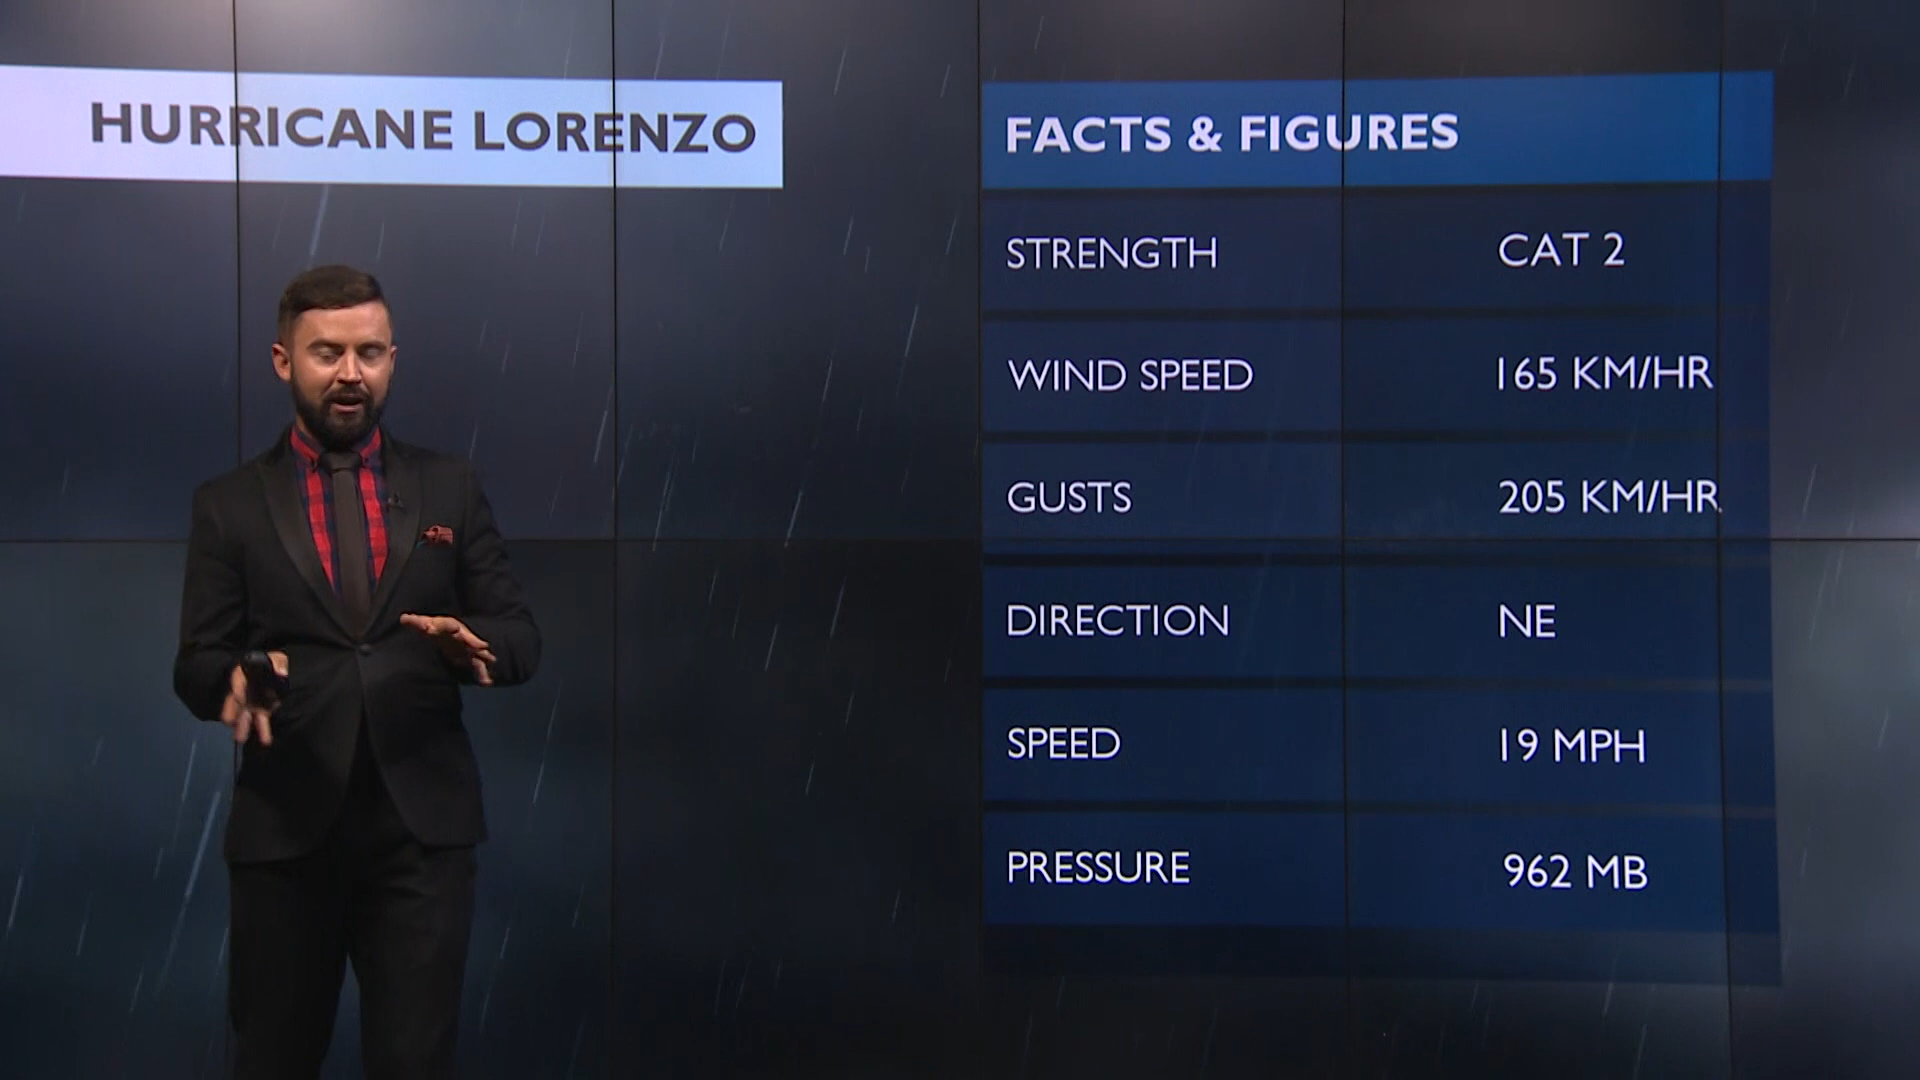 HURRICANE LORENZO
FACTS & FIGURES
STRENGTH CAT 2
WIND SPEED 165 KM/HR
GUSTS 205 KM/HR
DIRECTION NE
SPEED 19 MPH
PRESSURE 962 MB